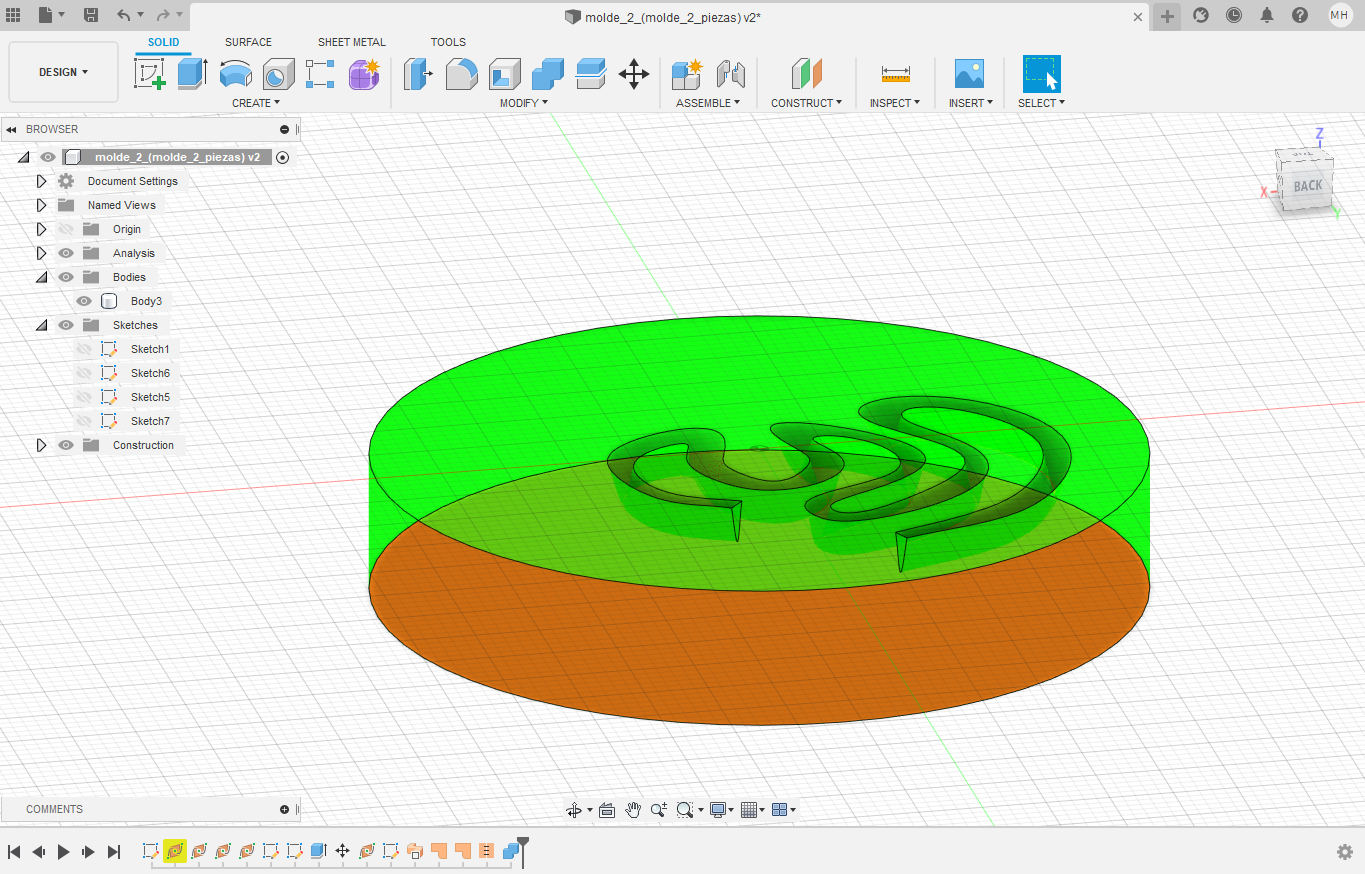 molde_2_(molde_2_piezas) v2*
MH
DESIGN
SOLID
SURFACE
SHEET METAL
TOOLS
CREATE
MODIFY
ASSEMBLE
CONSTRUCT
INSPECT
INSERT
SELECT
BROWSER
molde_2_(molde_2_piezas) v2
Document Settings
Named Views
Origin
Analysis
Bodies
Body3
Sketches
Sketch1
Sketch6
Sketch5
Sketch7
Construction
Z
BACK
X
Y
COMMENTS